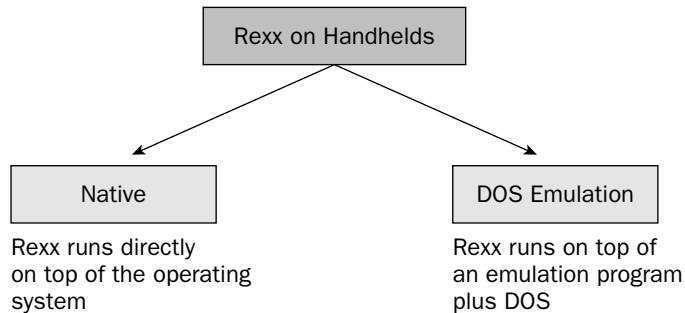 Rexx on Handhelds
Native
DOS Emulation
Rexx runs directly
on top of the operating
system
Rexx runs on top of
an emulation program
plus DOS